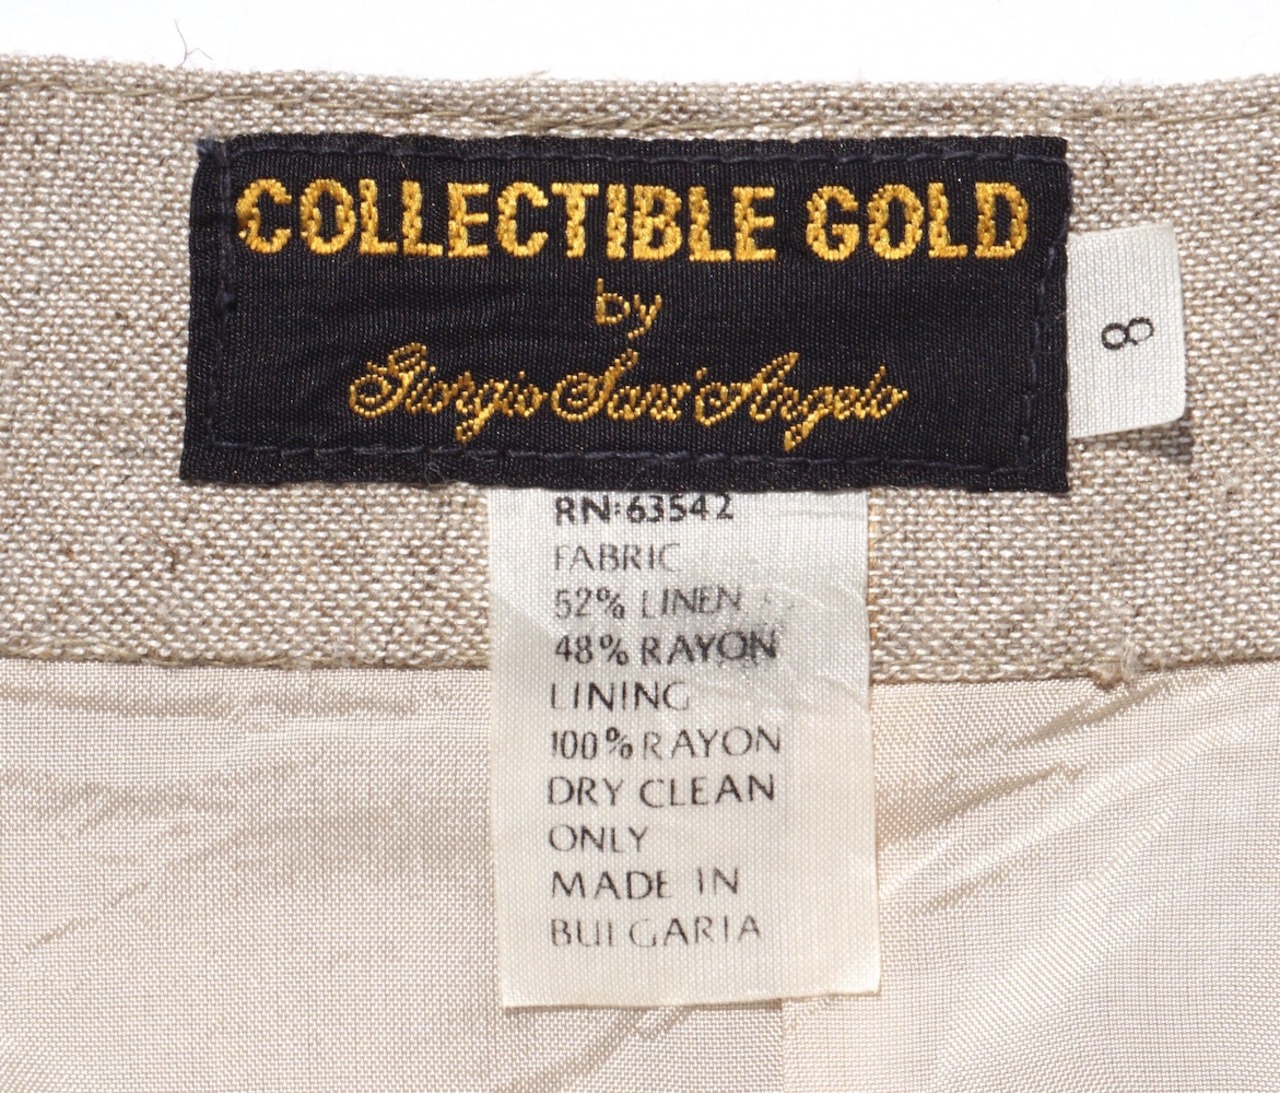 COLLECTIBLE GOLD
by
Giorgio Sant'Angelo
8
RN:63542
FABRIC
52% LINEN
48% RAYON
LINING
100% RAYON
DRY CLEAN
ONLY
MADE IN
BULGARIA